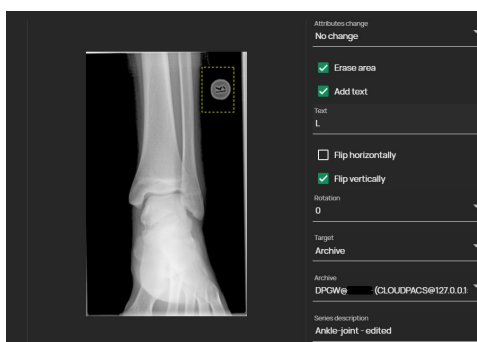 Attributes change
No change
Erase area
Add text
Text
L
Flip horizontally
Flip vertically
Rotation
0
Target
Archive
Archive
DPGW@ (CLOUDPACS@127.0.0.1:
Series description
Ankle-joint - edited